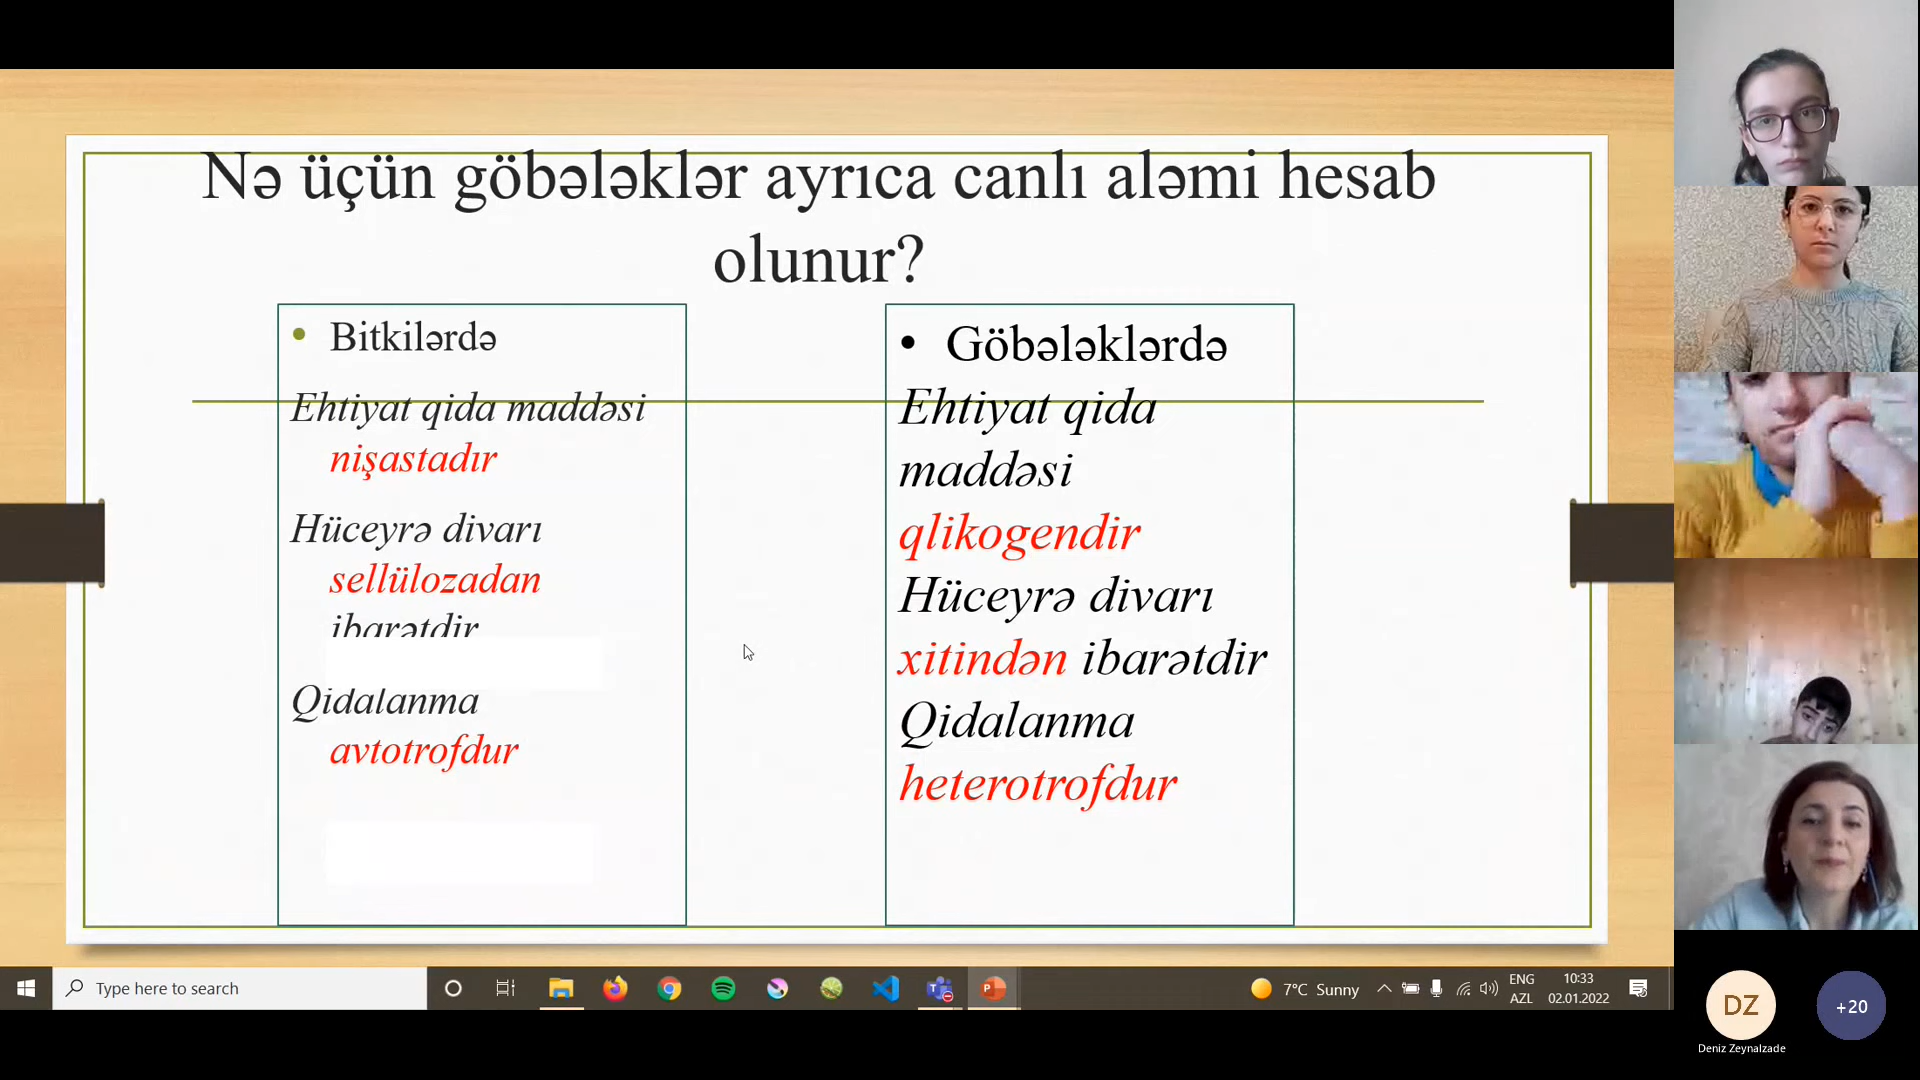 Nə üçün göbələklər ayrıca canlı aləmi hesab
olunur?
• Bitkilərdə
Ehtiyat qida maddəsi
nişastadır
Hüceyrə divarı
sellülozadan
ibarətdir
Qidalanma
avtotrofdur
• Göbələklərdə
Ehtiyat qida
maddəsi
qlikogendir
Hüceyrə divarı
xitindən ibarətdir
Qidalanma
heterotrofdur
Type here to search
7°C Sunny
ENG
AZL
10:33
02.01.2022
DZ
Deniz Zeynalzade
+20